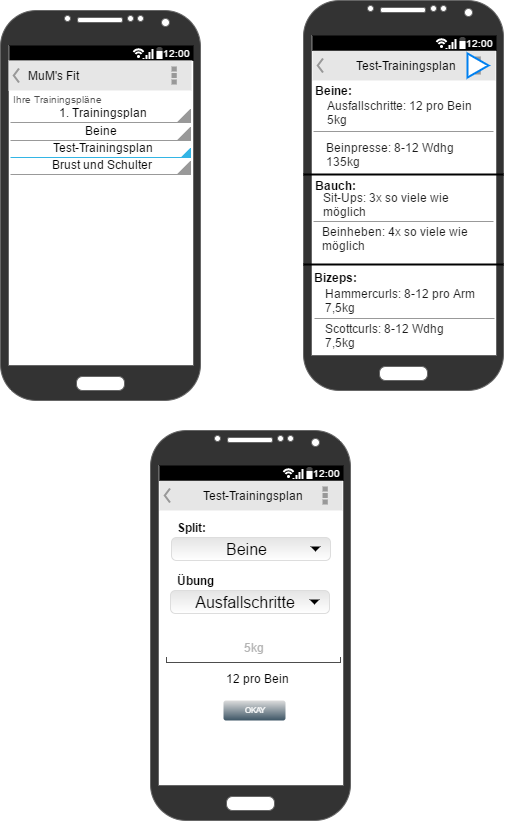 12:00
MuM's Fit
Ihre Trainingspläne
1. Trainingsplan
Beine
Test-Trainingsplan
Brust und Schulter
12:00
Test-Trainingsplan
Beine:
Ausfallschritte: 12 pro Bein
5kg
Beinpresse: 8-12 Wdhg
135kg
Bauch:
Sit-Ups: 3x so viele wie
möglich
Beinheben: 4x so viele wie
möglich
Bizeps:
Hammercurls: 8-12 pro Arm
7,5kg
Scottcurls: 8-12 Wdhg
7,5kg
12:00
Test-Trainingsplan
Split:
Beine
Übung
Ausfallschritte
5kg
12 pro Bein
OKAY